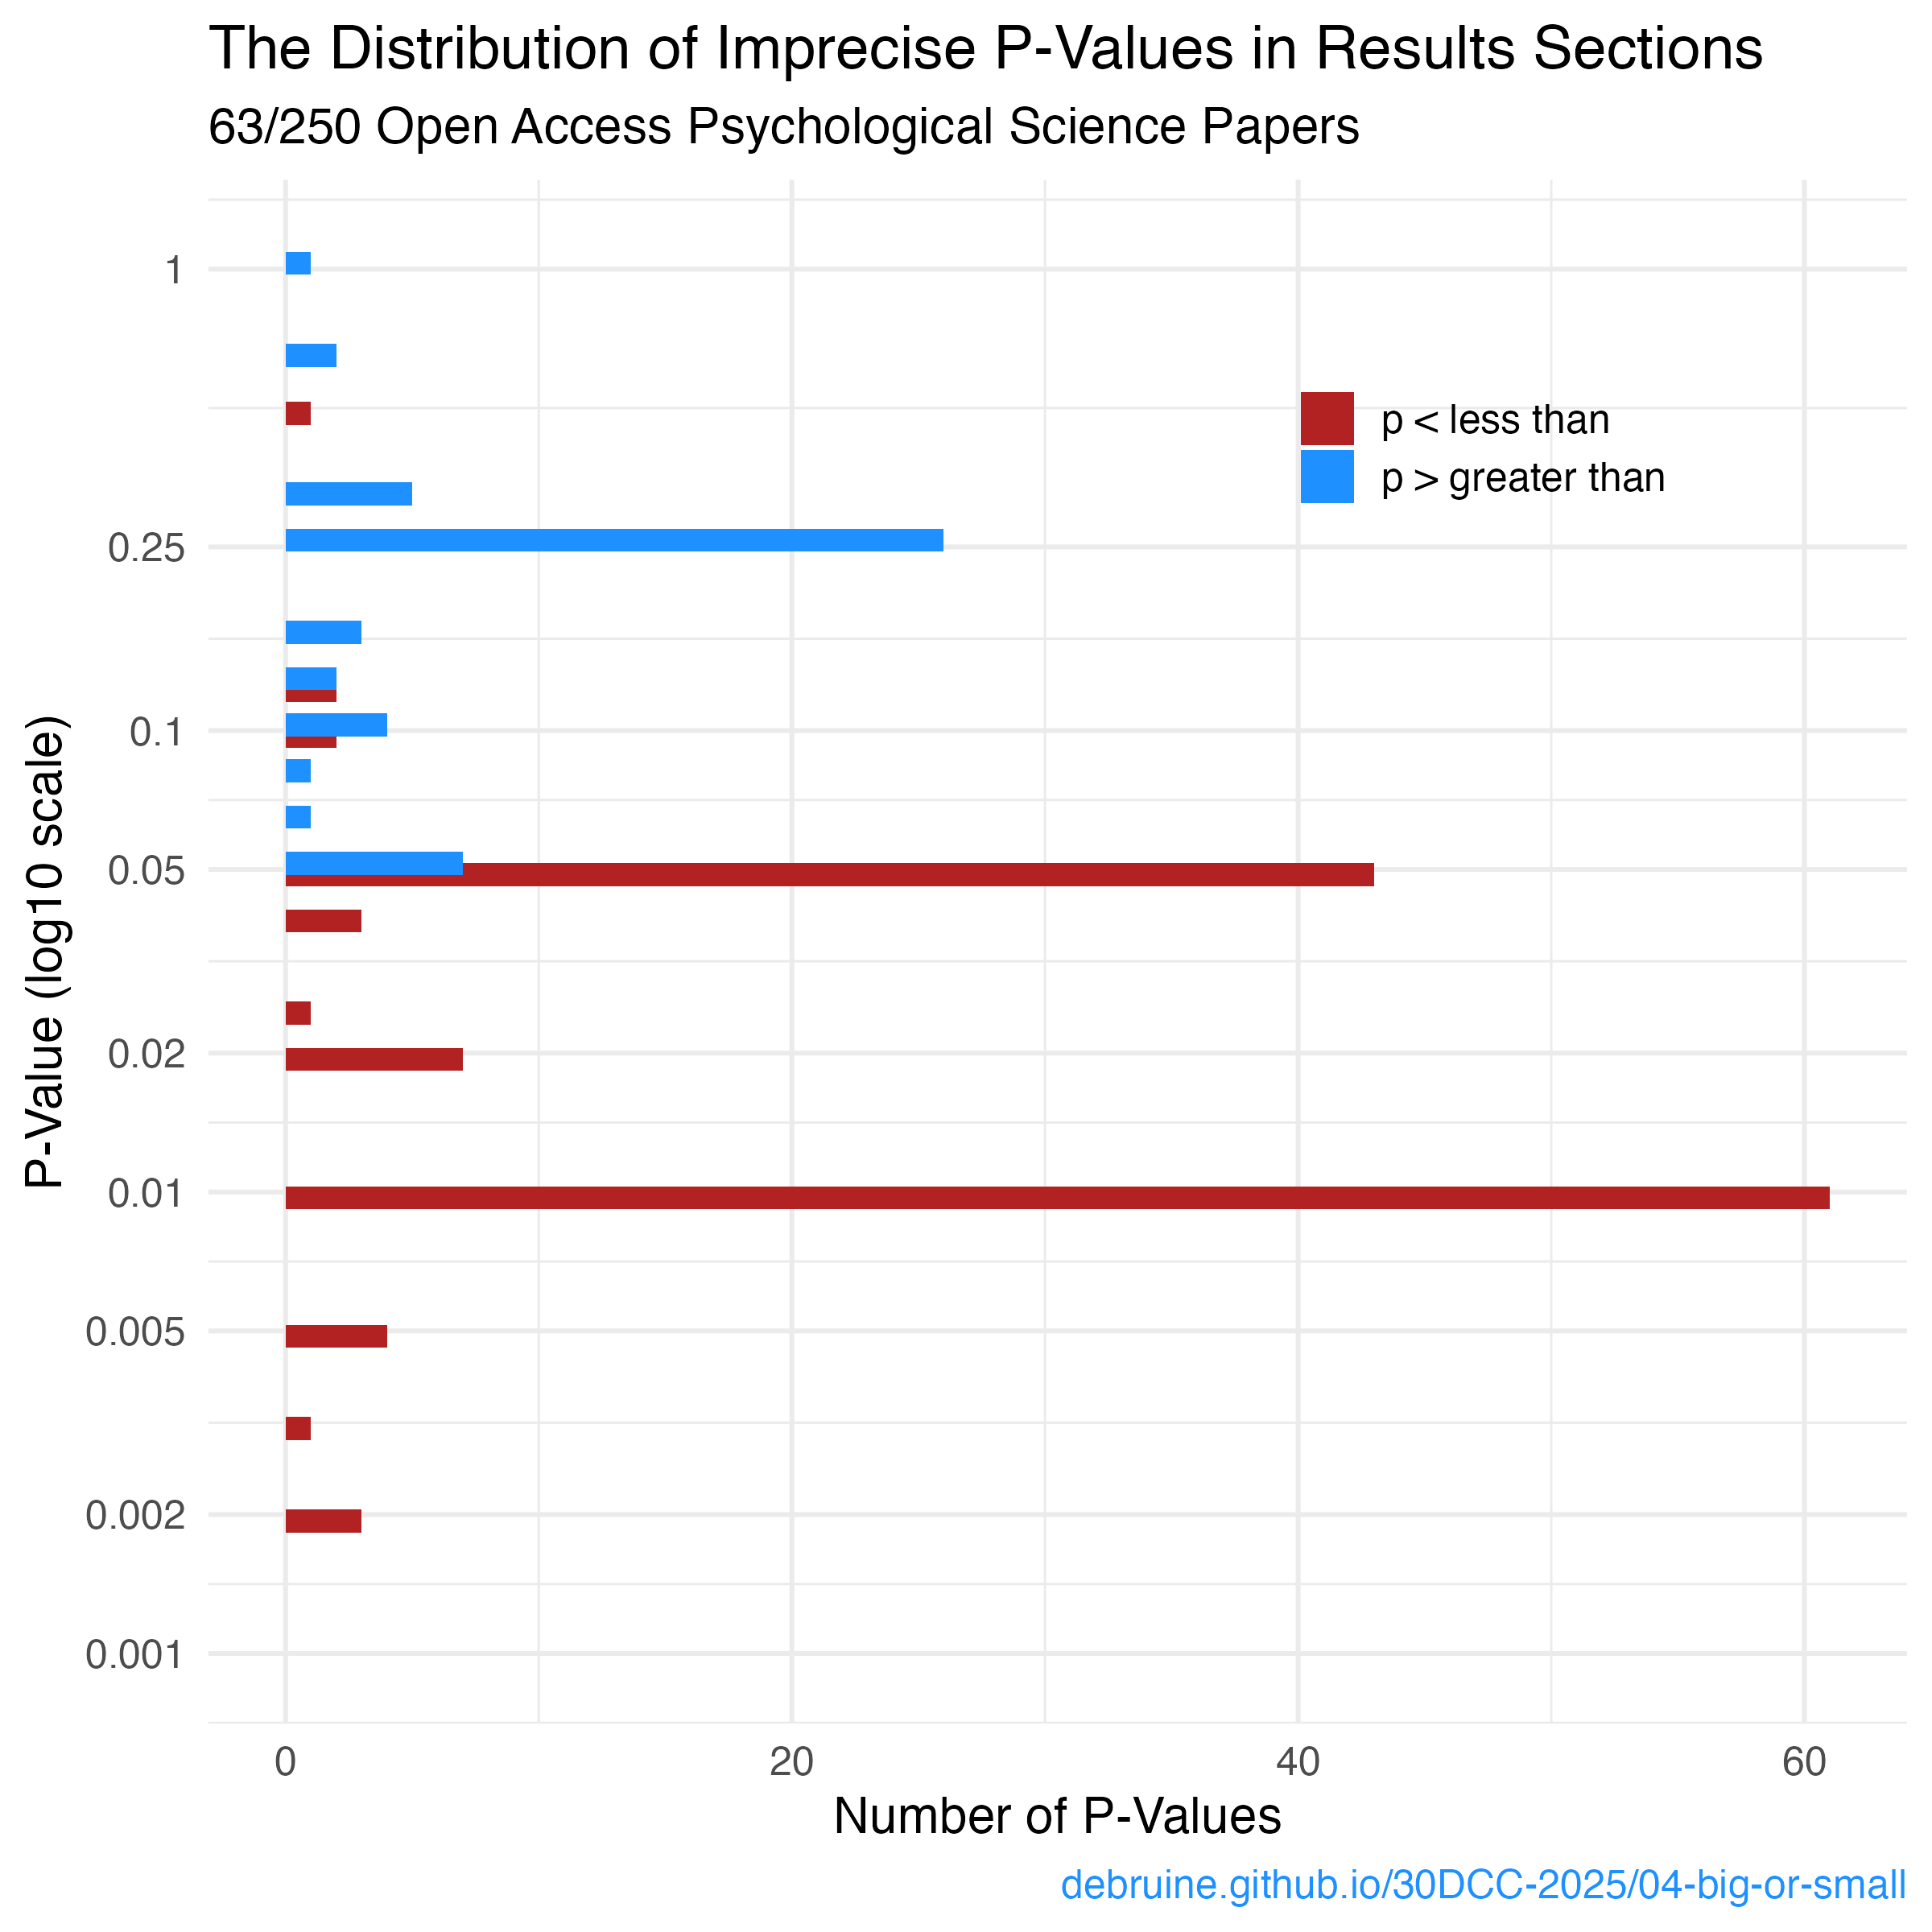 The Distribution of Imprecise P-Values in Results Sections
63/250 Open Access Psychological Science Papers
P-Value (log10 scale)
1
0.25
0.1
0.05
0.02
0.01
0.005
0.002
0.001
p < less than
p > greater than
0 20 40 60
Number of P-Values
debruine.github.io/30DCC-2025/04-big-or-small